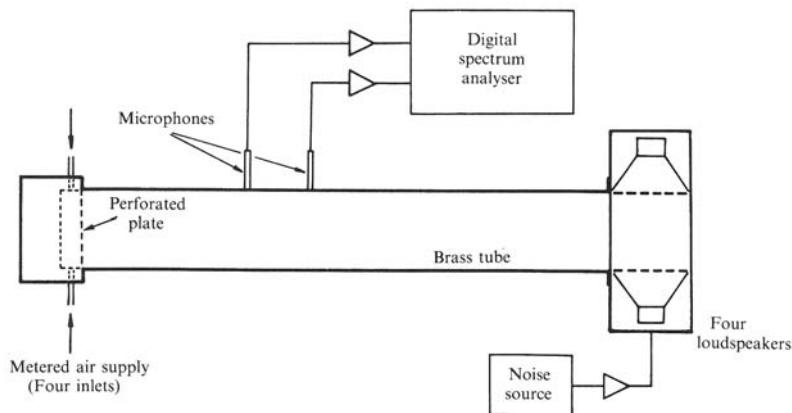 Digital
spectrum
analyser
Microphones
Perforated
plate
Brass tube
Metered air supply
(Four inlets)
Four
loudspeakers
Noise
source